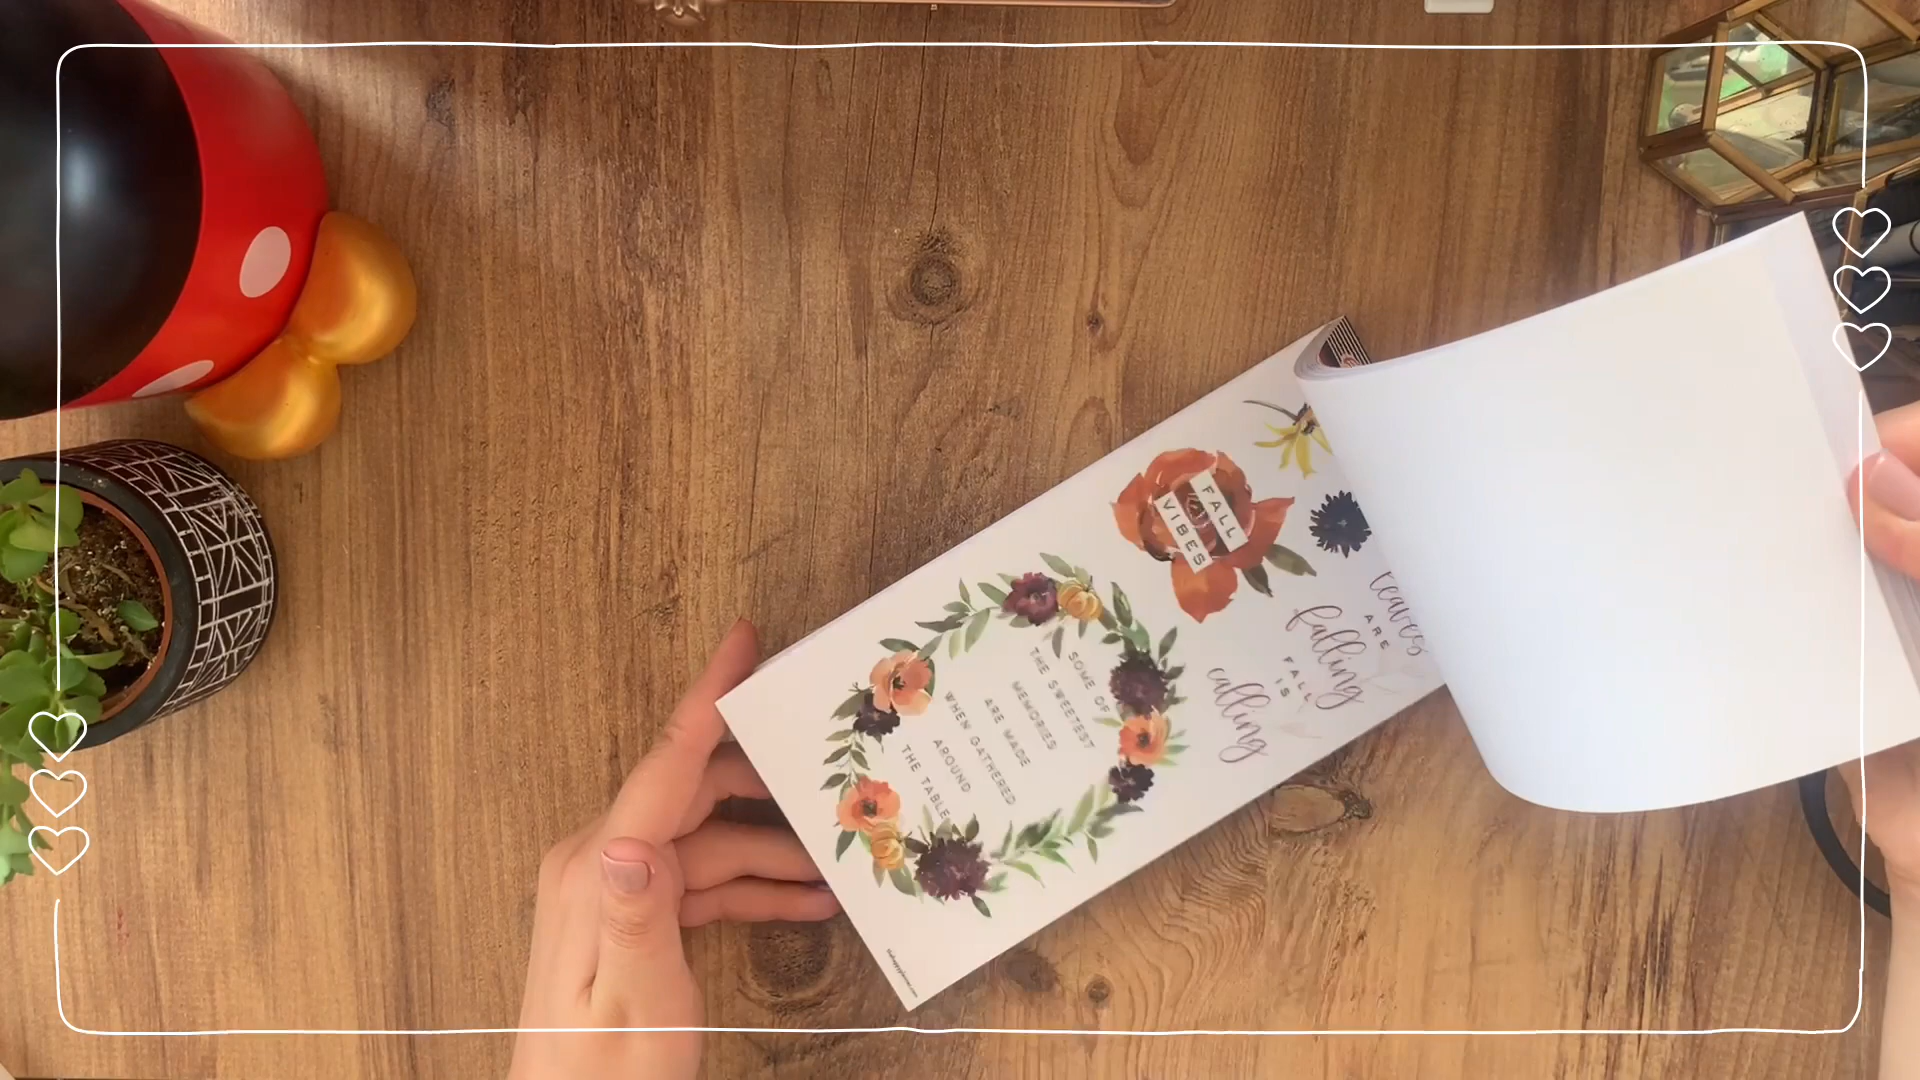 FALL
VIBES
leaves
ARE
falling
FALL
IS
calling
SOME OF
THE SWEETEST
MEMORIES
ARE MADE
WHEN GATHERED
AROUND
THE TABLE